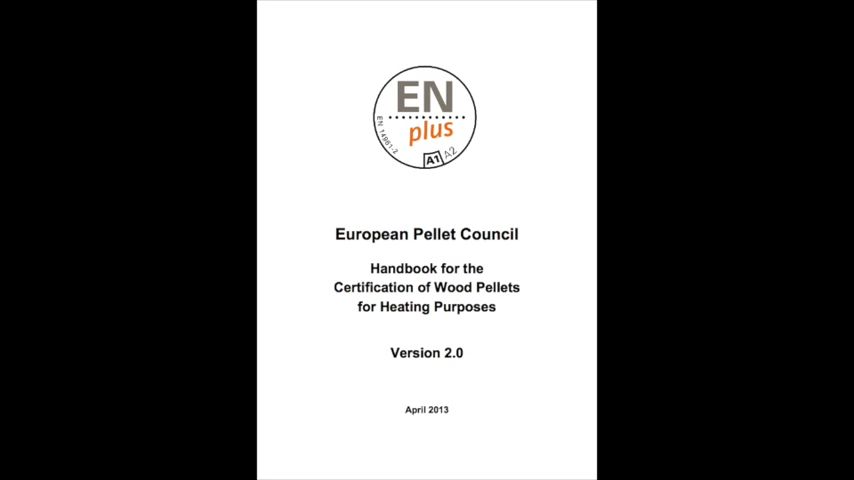 EN
plus
EN 14961-2
A1 A2
European Pellet Council
Handbook for the
Certification of Wood Pellets
for Heating Purposes
Version 2.0
April 2013